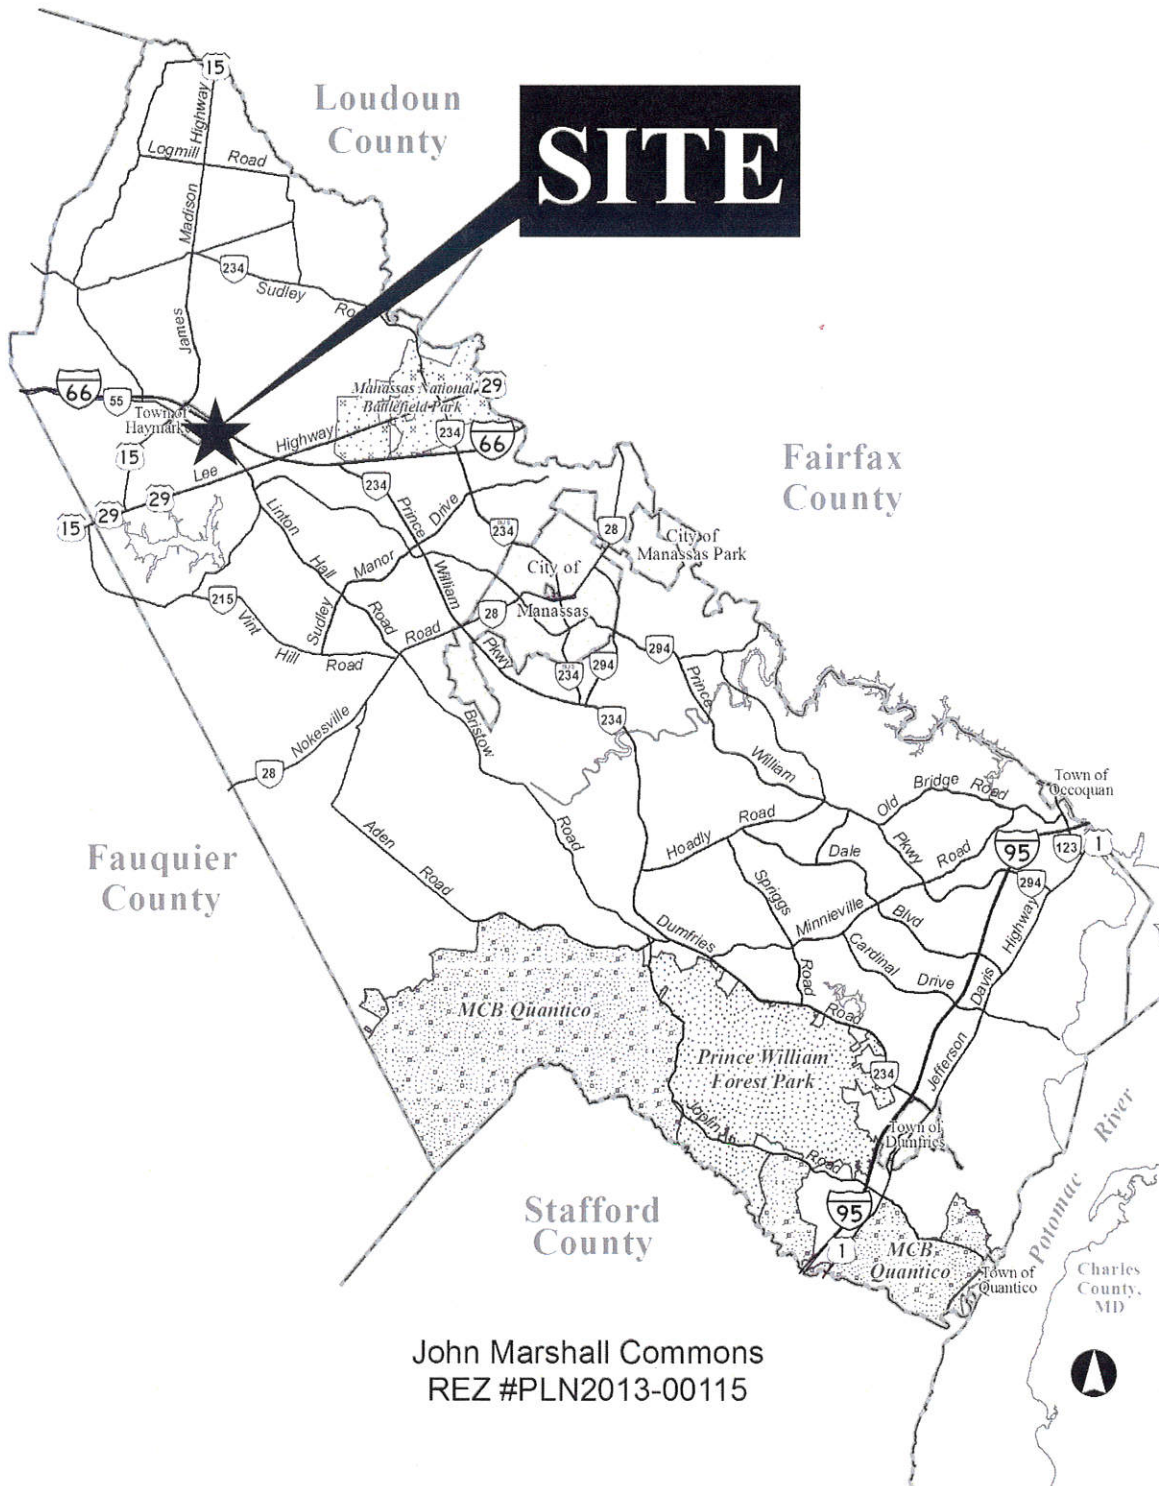 15
Loudoun
County
SITE
Logmill Road
Highway
Madison
James
234
Sudley Ro
66
55
Town of
Haymark
Manassas National
Battlefield Park
29
234
66
15
Lee Highway
29
29
15
234
Prince
William
Pkwy
Linton
Hall
Road
Sudley Manor Drive
BUS
234
28
City of
Manassas Park
City of
Manassas
Fairfax
County
215
Vint
Hill Road
28
Road
294
BUS
234
294
234
Prince
William
Pkwy
Nokesville
28
Bristow
Road
Aden
Road
Fauquier
County
Hoadly Road
Old Bridge Road
Town of
Occoquan
95
123
1
294
Dale
Blvd
Spriggs
Road
Minnieville Road
Cardinal
Drive
Dumfries
Road
234
Jefferson
Davis
Highway
MCB Quantico
Prince William
Forest Park
Joplin
Road
Town of
Dumfries
Stafford
County
95
1
MCB
Quantico
Town of
Quantico
Potomac River
Charles
County,
MD
John Marshall Commons
REZ #PLN2013-00115